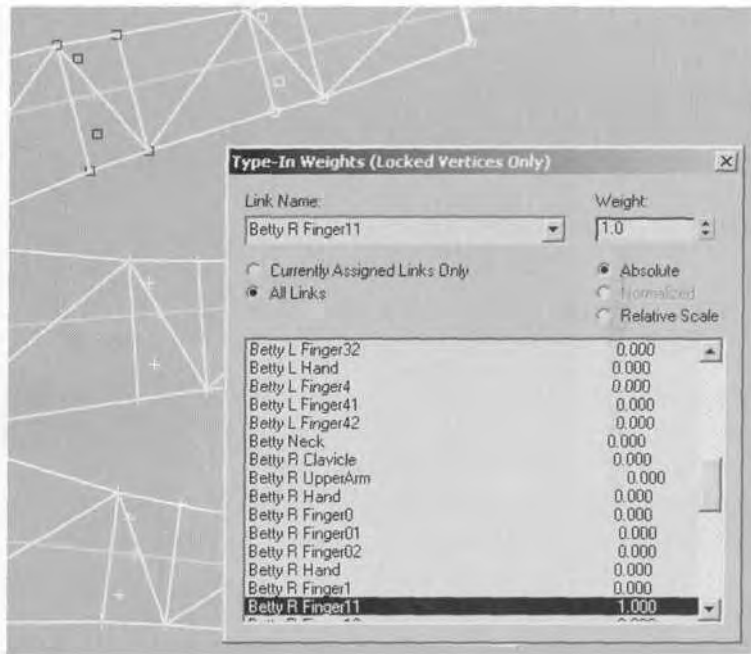 Type-In Weights (Locked Vertices Only)
Link Name:
Weight:
Betty R Finger11
1.0
Currently Assigned Links Only
Absolute
All Links
Normalized
Relative Scale
Betty L Finger32 0.000
Betty L Hand 0.000
Betty L Finger4 0.000
Betty L Finger41 0.000
Betty L Finger42 0.000
Betty Neck 0.000
Betty R Clavicle 0.000
Betty R UpperArm 0.000
Betty R Hand 0.000
Betty R Finger0 0.000
Betty R Finger01 0.000
Betty R Finger02 0.000
Betty R Hand 0.000
Betty R Finger1 0.000
Betty R Finger11 1.000